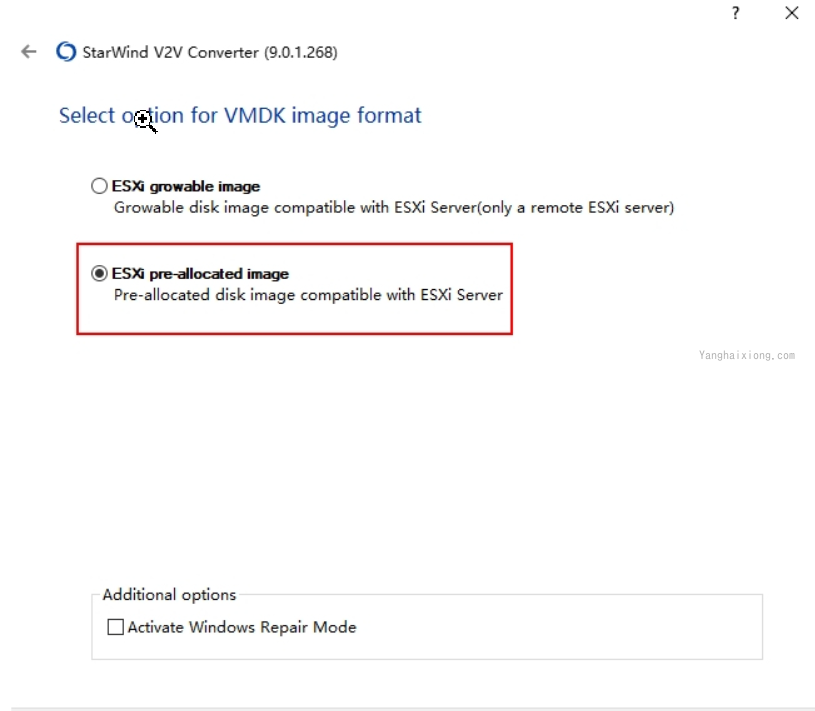 ?
StarWind V2V Converter (9.0.1.268)
Select option for VMDK image format
ESXi growable image
Growable disk image compatible with ESXi Server(only a remote ESXi server)
ESXi pre-allocated image
Pre-allocated disk image compatible with ESXi Server
Yanghaixiong.com
Additional options
Activate Windows Repair Mode